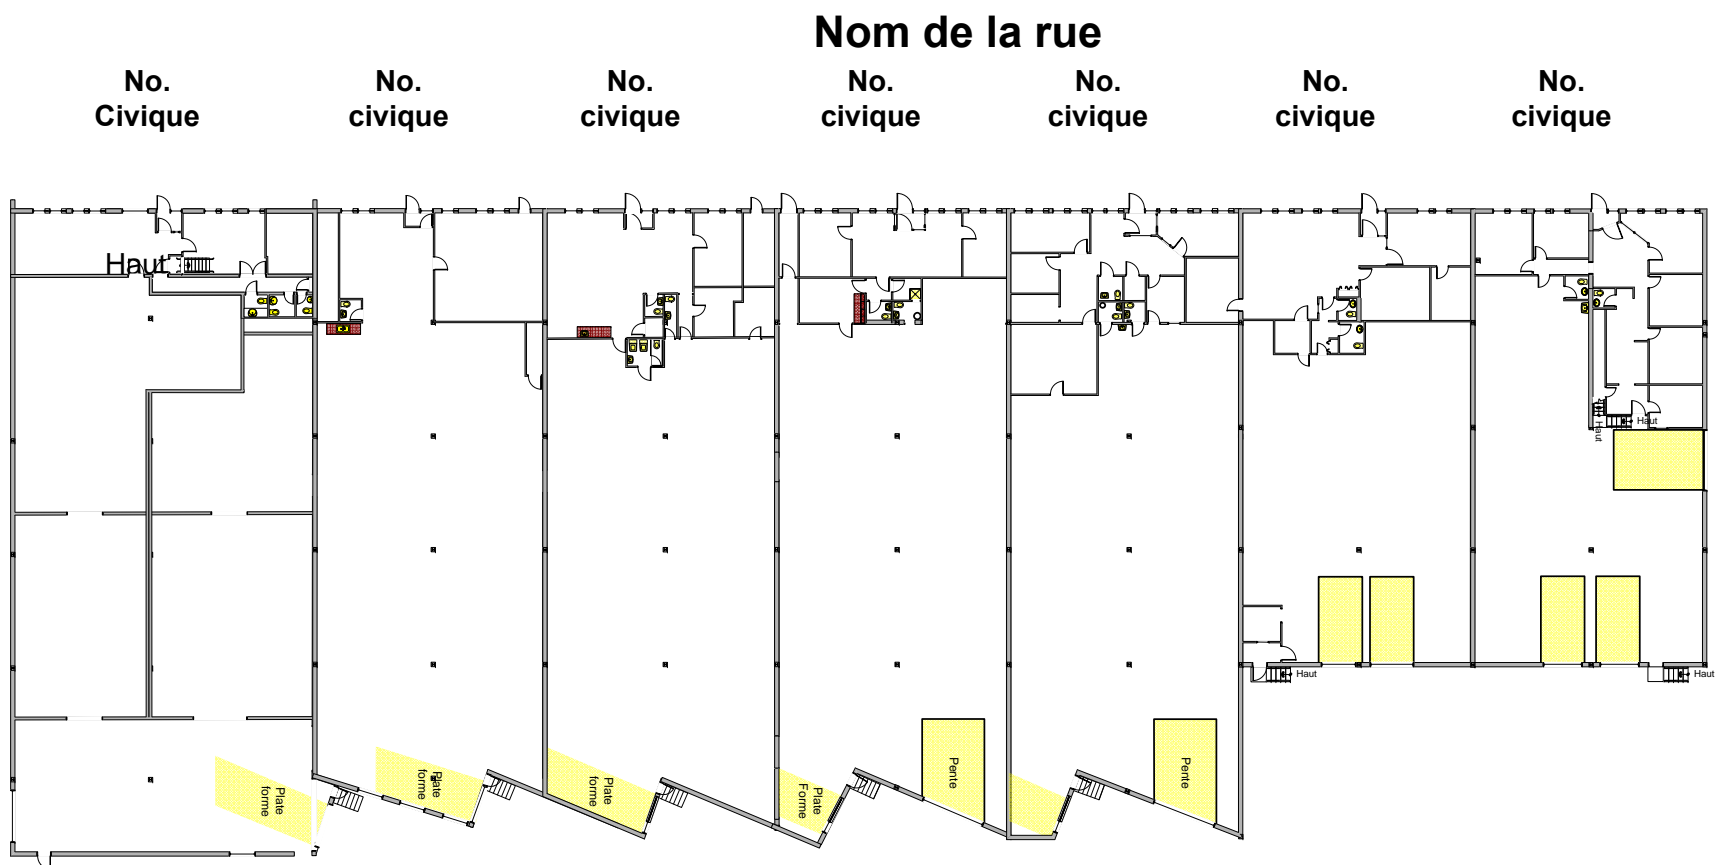 Nom de la rue
No.
Civique
No.
civique
No.
civique
No.
civique
No.
civique
No.
civique
No.
civique
Haut
Haut
Haut
Haut
Haut
Plate
forme
Plate
forme
Plate
forme
Plate
Forme
Pente
Pente